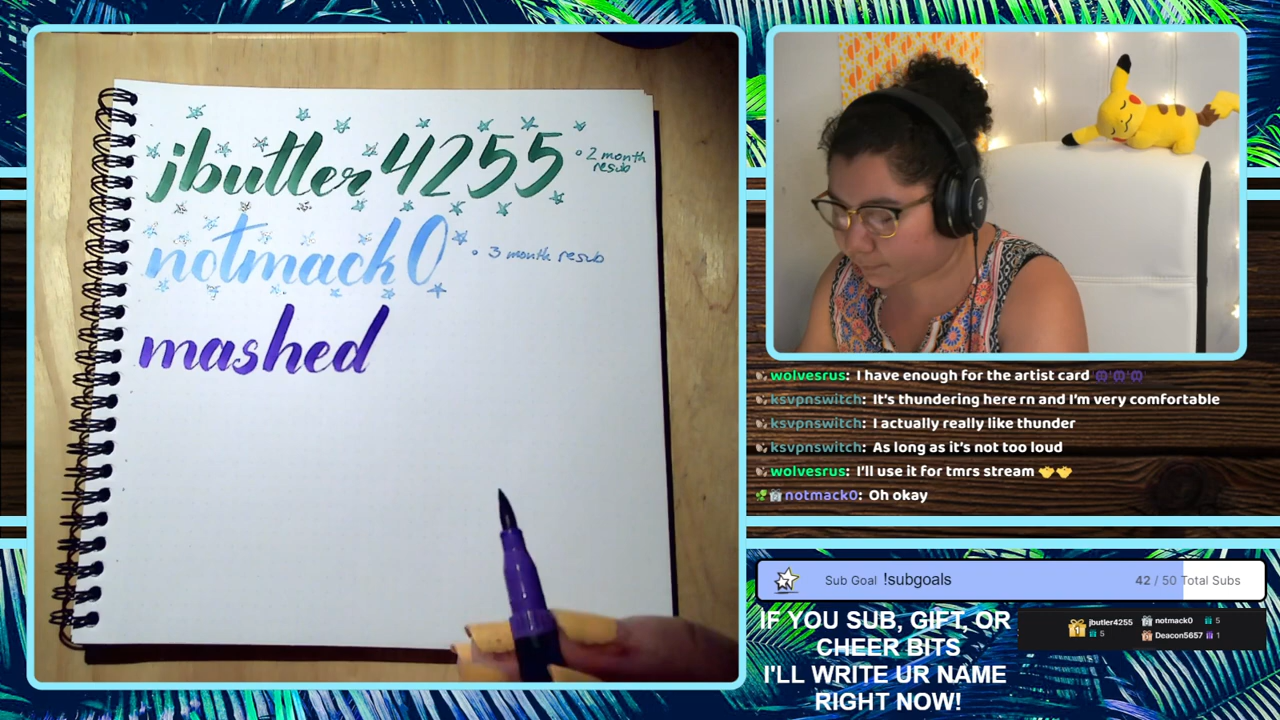 jbutler4255
• 2 month
resub
notmack0
• 3 month resub
mashed
wolvesrus: I have enough for the artist card
ksvpnswitch: It's thundering here rn and I'm very comfortable
ksvpnswitch: I actually really like thunder
ksvpnswitch: As long as it's not too loud
wolvesrus: I'll use it for tmrs stream
notmack0: Oh okay
Sub Goal !subgoals 42 / 50 Total Subs
IF YOU SUB, GIFT, OR
CHEER BITS
I'LL WRITE UR NAME
RIGHT NOW!
1 jbutler4255 5
notmack0 5
Deacon5657 1